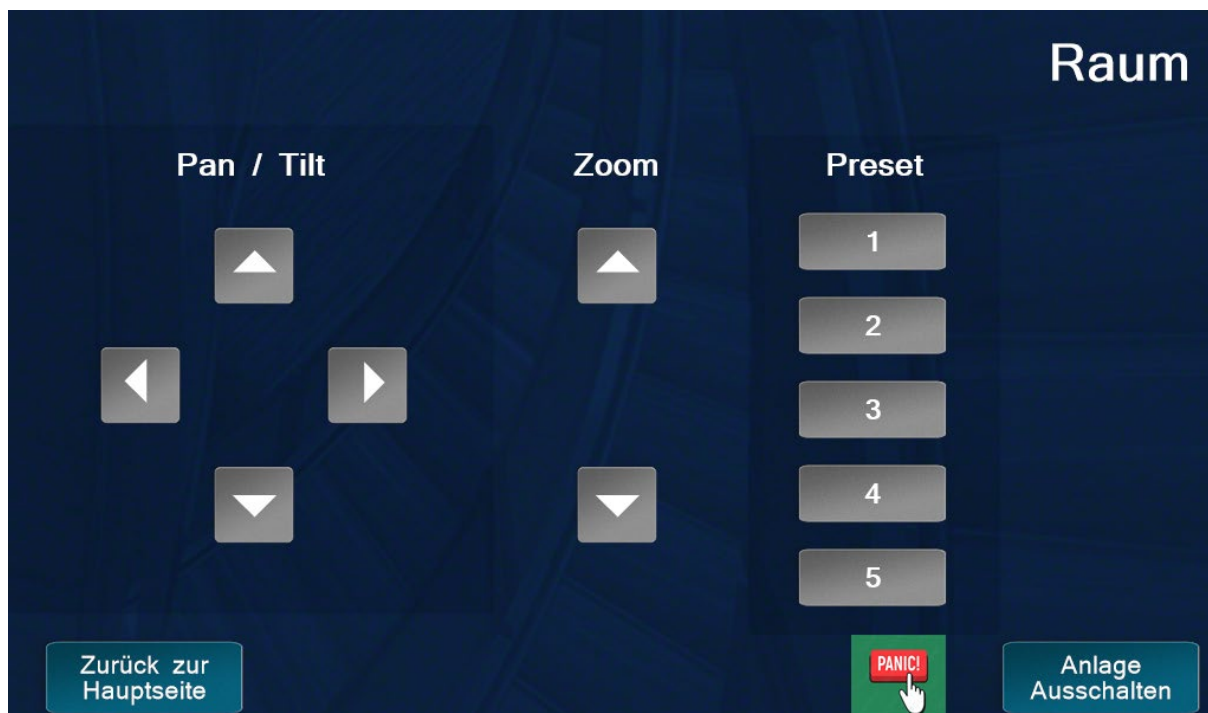 Raum
Pan / Tilt
Zoom
Preset
1
2
3
4
5
Zurück zur
Hauptseite
PANIC!
Anlage
Ausschalten